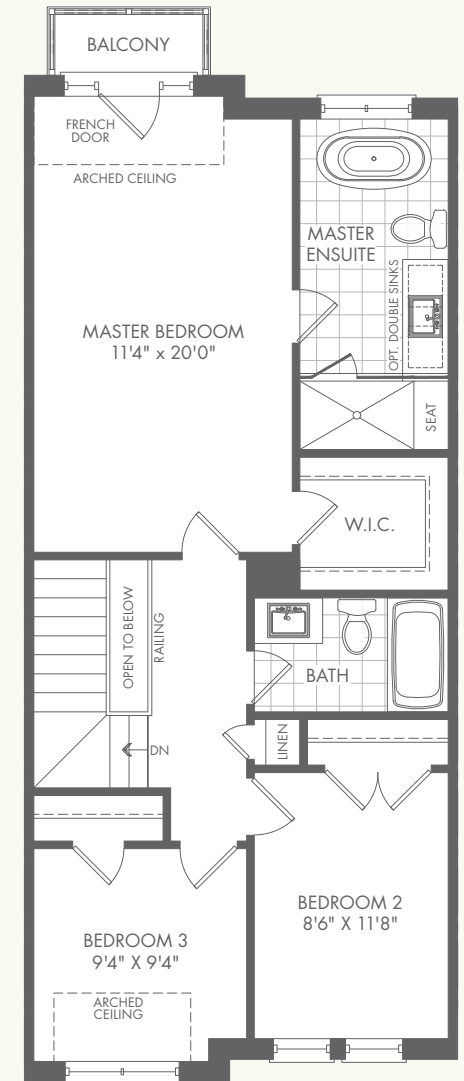 BALCONY
FRENCH
DOOR
ARCHED CEILING
MASTER
ENSUITE
OPT. DOUBLE SINKS
MASTER BEDROOM
11'4" x 20'0"
SEAT
W.I.C.
OPEN TO BELOW
RAILING
BATH
DN
LINEN
BEDROOM 2
8'6" X 11'8"
BEDROOM 3
9'4" X 9'4"
ARCHED
CEILING